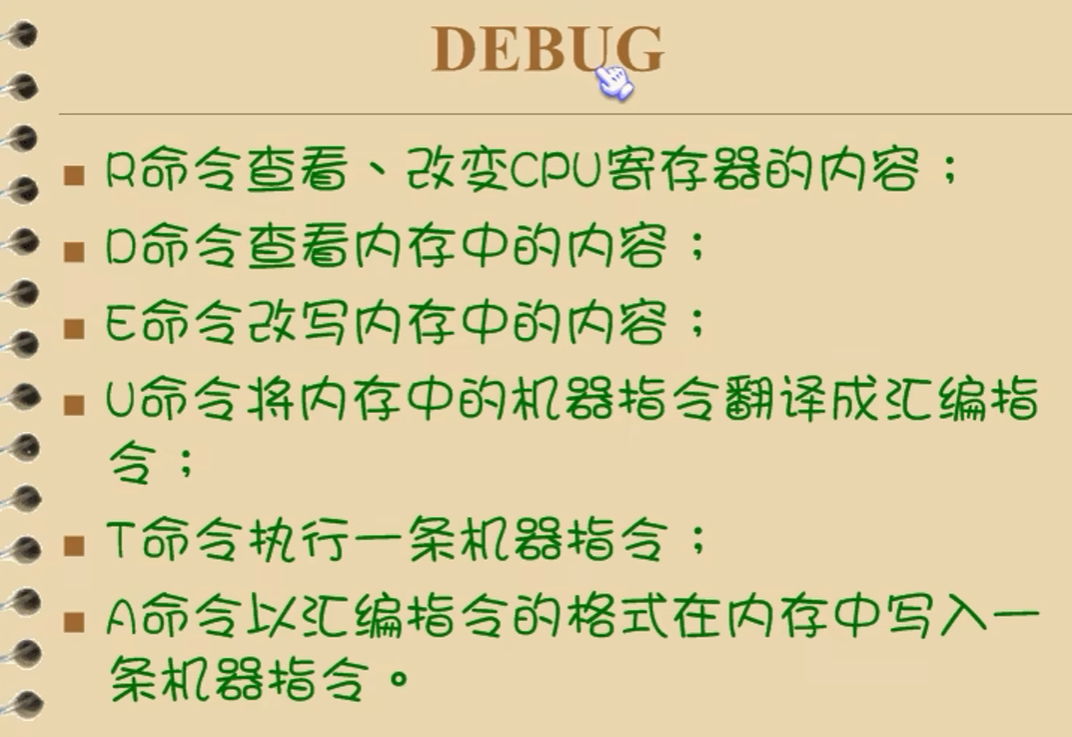 DEBUG
R命令查看、改变CPU寄存器的内容；
D命令查看内存中的内容；
E命令改写内存中的内容；
U命令将内存中的机器指令翻译成汇编指
令；
T命令执行一条机器指令；
A命令以汇编指令的格式在内存中写入一
条机器指令。